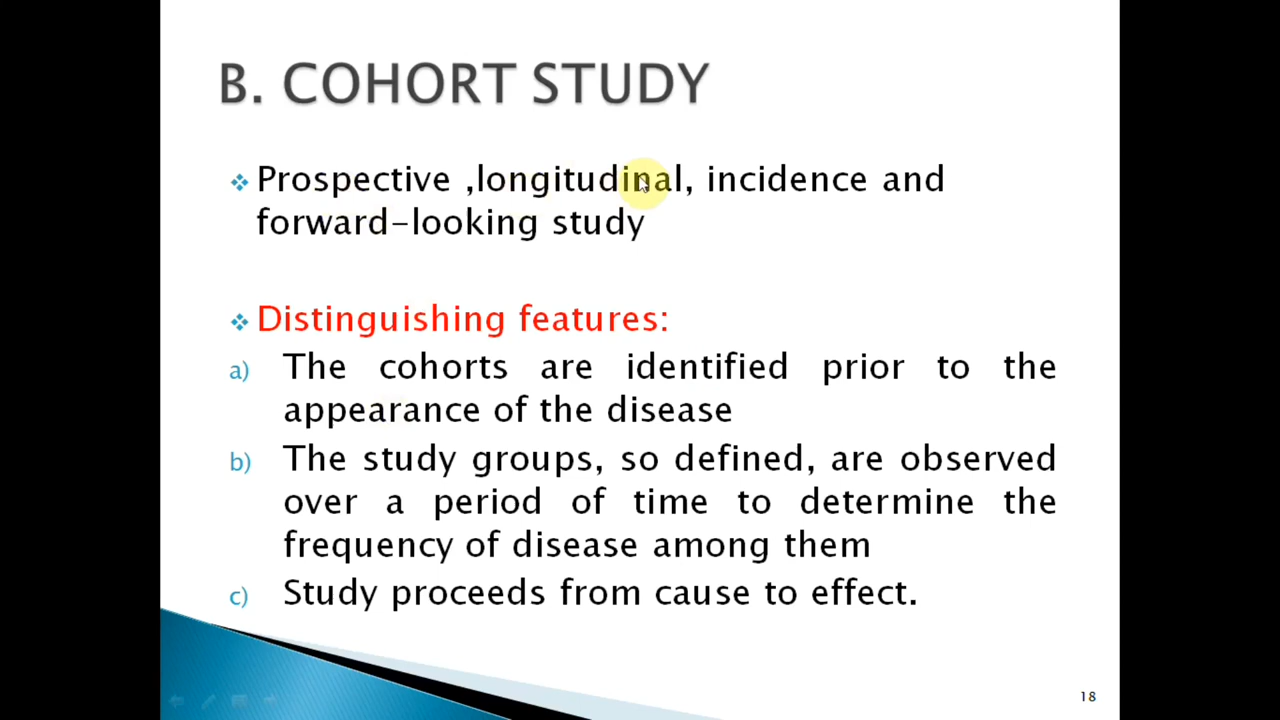 B. COHORT STUDY
❖ Prospective ,longitudinal, incidence and
forward-looking study
❖ Distinguishing features:
a) The cohorts are identified prior to the
appearance of the disease
b) The study groups, so defined, are observed
over a period of time to determine the
frequency of disease among them
c) Study proceeds from cause to effect.
18